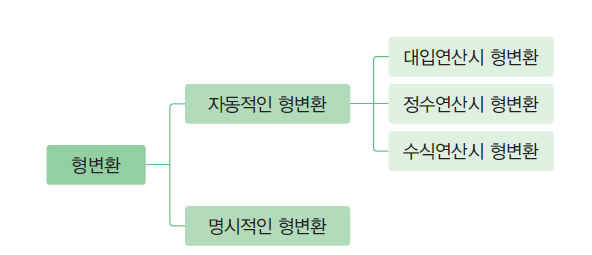 대입연산시 형변환
자동적인 형변환
정수연산시 형변환
수식연산시 형변환
형변환
명시적인 형변환